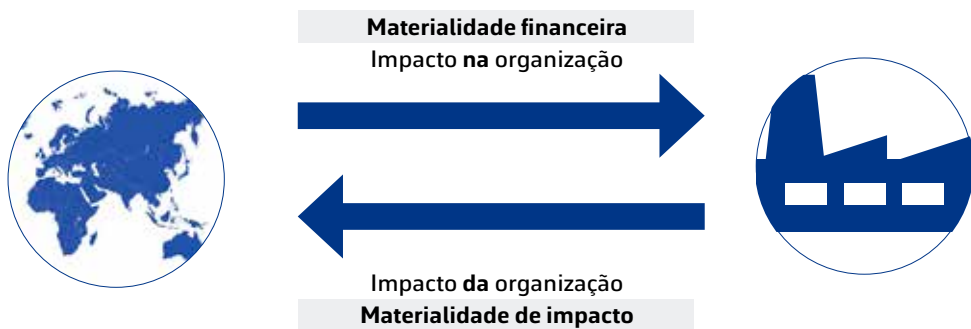 Materialidade financeira
Impacto na organização
Impacto da organização
Materialidade de impacto